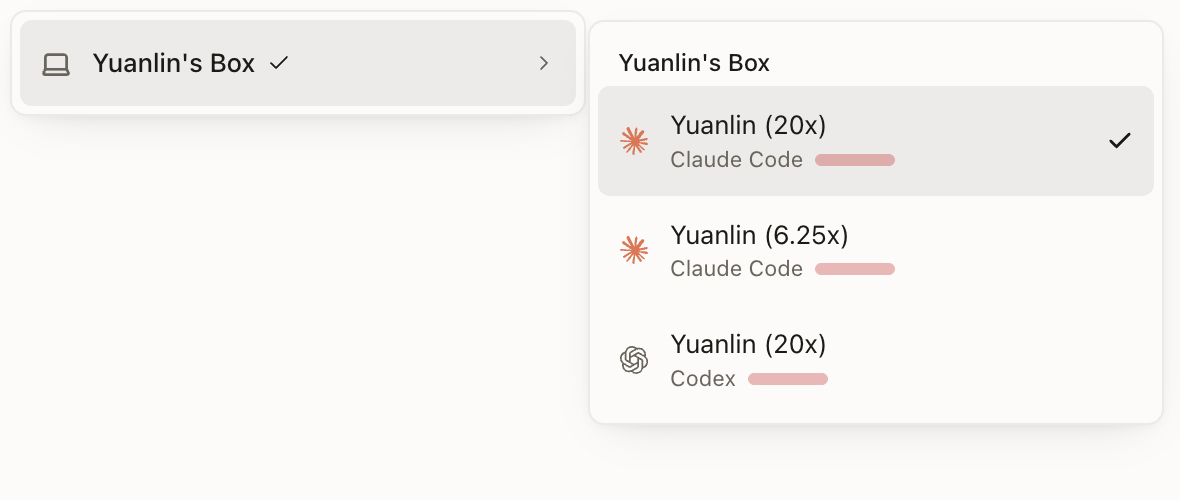 Yuanlin's Box
Yuanlin's Box
Yuanlin (20x)
Claude Code
Yuanlin (6.25x)
Claude Code
Yuanlin (20x)
Codex